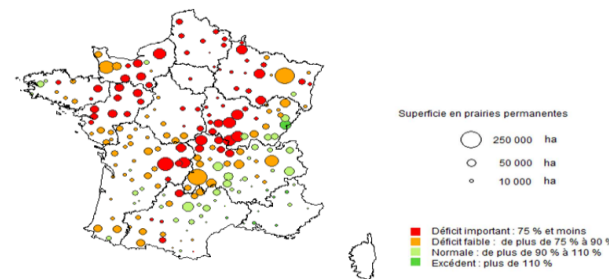 Superficie en prairies permanentes
250 000 ha
50 000 ha
10 000 ha
Déficit important : 75 % et moins
Déficit faible : de plus de 75 % à 90 %
Normale : de plus de 90 % à 110 %
Excédent : plus de 110 %